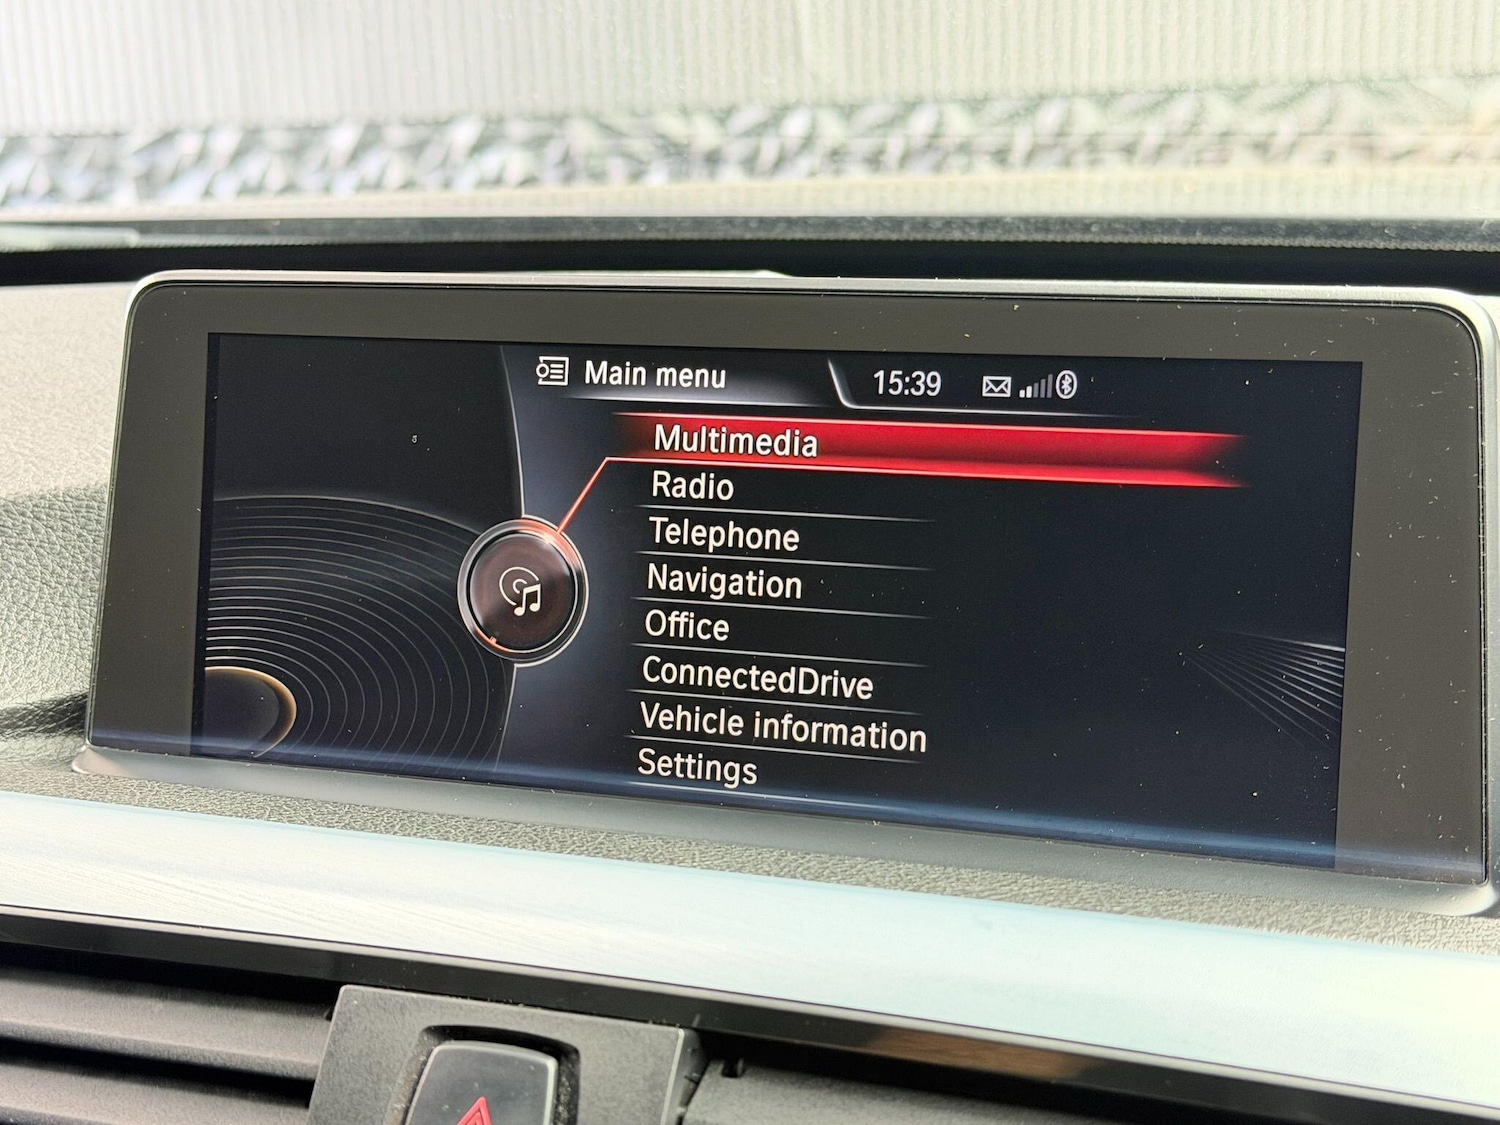 Main menu
15:39
Multimedia
Radio
Telephone
Navigation
Office
ConnectedDrive
Vehicle information
Settings